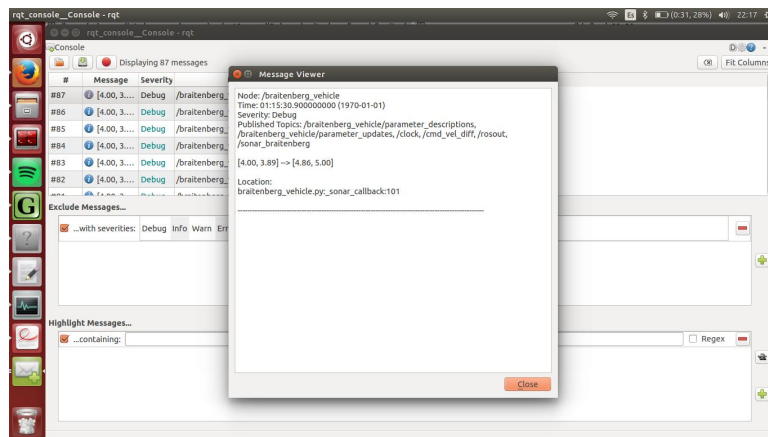 rqt_console__Console - rqt
Es
(0:31, 28%)
22:17
rqt_console__Console - rqt
Console
D
Displaying 87 messages
Fit Columns
#
Message
Severity
#87
[4.00, 3....
Debug
/braitenberg_
#86
[4.00, 3....
Debug
/braitenberg_
#85
[4.00, 3....
Debug
/braitenberg_
#84
[4.00, 3....
Debug
/braitenberg_
#83
[4.00, 3....
Debug
/braitenberg_
#82
[4.00, 3....
Debug
/braitenberg_
Exclude Messages...
...with severities:
Debug Info Warn Err
Highlight Messages...
...containing:
Regex
Message Viewer
Node: /braitenberg_vehicle
Time: 01:15:30.900000000 (1970-01-01)
Severity: Debug
Published Topics: /braitenberg_vehicle/parameter_descriptions,
/braitenberg_vehicle/parameter_updates, /clock, /cmd_vel_diff, /rosout,
/sonar_braitenberg
[4.00, 3.89] --> [4.86, 5.00]
Location:
braitenberg_vehicle.py:_sonar_callback:101
Close
G